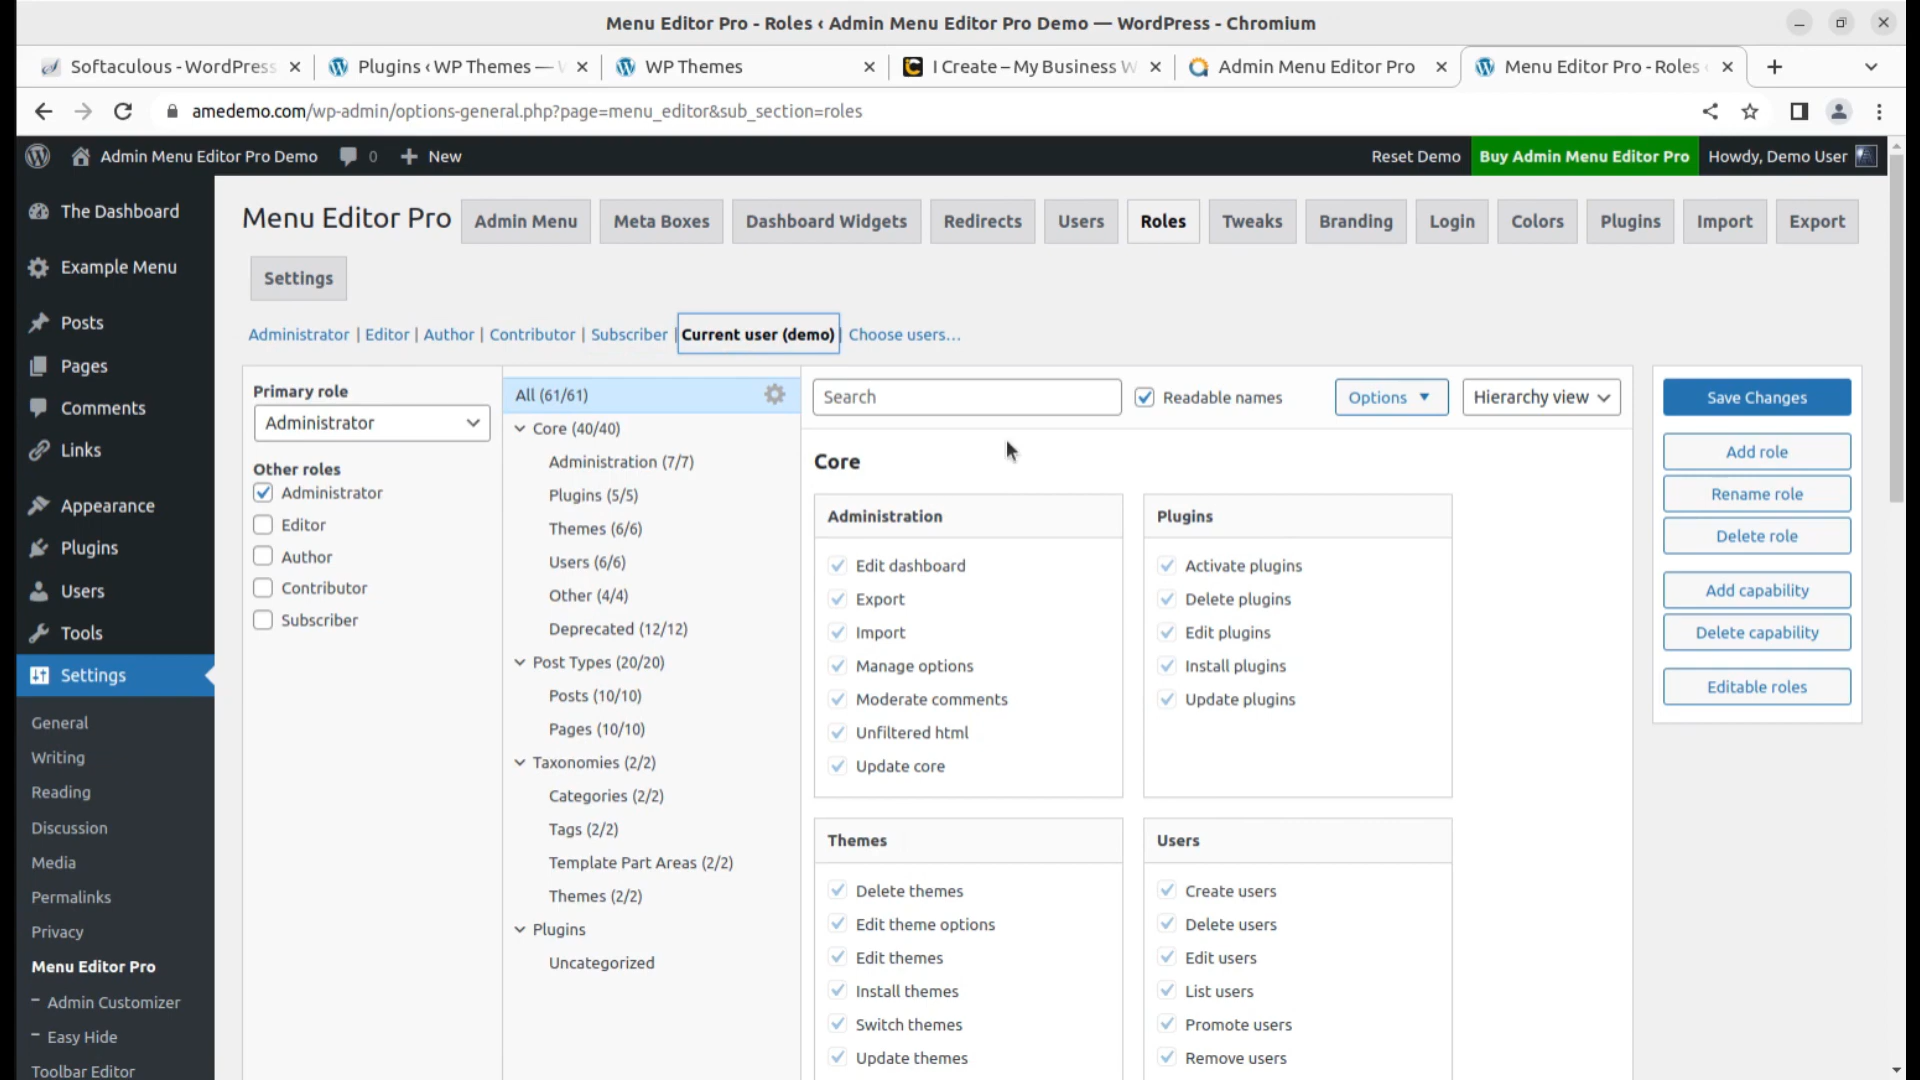 Menu Editor Pro - Roles ‹ Admin Menu Editor Pro Demo — WordPress - Chromium
Softaculous - WordPress
Plugins ‹ WP Themes —
WP Themes
I Create – My Business W
Admin Menu Editor Pro
Menu Editor Pro - Roles ‹
amedemo.com/wp-admin/options-general.php?page=menu_editor&sub_section=roles
Admin Menu Editor Pro Demo 0 New Reset Demo Buy Admin Menu Editor Pro Howdy, Demo User
The Dashboard
Example Menu
Posts
Pages
Comments
Links
Appearance
Plugins
Users
Tools
Settings
General
Writing
Reading
Discussion
Media
Permalinks
Privacy
Menu Editor Pro
– Admin Customizer
– Easy Hide
Toolbar Editor
Menu Editor Pro Admin Menu Meta Boxes Dashboard Widgets Redirects Users Roles Tweaks Branding Login Colors Plugins Import Export
Settings
Administrator | Editor | Author | Contributor | Subscriber | Current user (demo) | Choose users…
Primary role
Administrator
Other roles
Administrator
Editor
Author
Contributor
Subscriber
All (61/61)
Core (40/40)
Administration (7/7)
Plugins (5/5)
Themes (6/6)
Users (6/6)
Other (4/4)
Deprecated (12/12)
Post Types (20/20)
Posts (10/10)
Pages (10/10)
Taxonomies (2/2)
Categories (2/2)
Tags (2/2)
Template Part Areas (2/2)
Themes (2/2)
Plugins
Uncategorized
Search Readable names Options Hierarchy view
Core
Administration
Edit dashboard
Export
Import
Manage options
Moderate comments
Unfiltered html
Update core
Plugins
Activate plugins
Delete plugins
Edit plugins
Install plugins
Update plugins
Themes
Delete themes
Edit theme options
Edit themes
Install themes
Switch themes
Update themes
Users
Create users
Delete users
Edit users
List users
Promote users
Remove users
Save Changes
Add role
Rename role
Delete role
Add capability
Delete capability
Editable roles